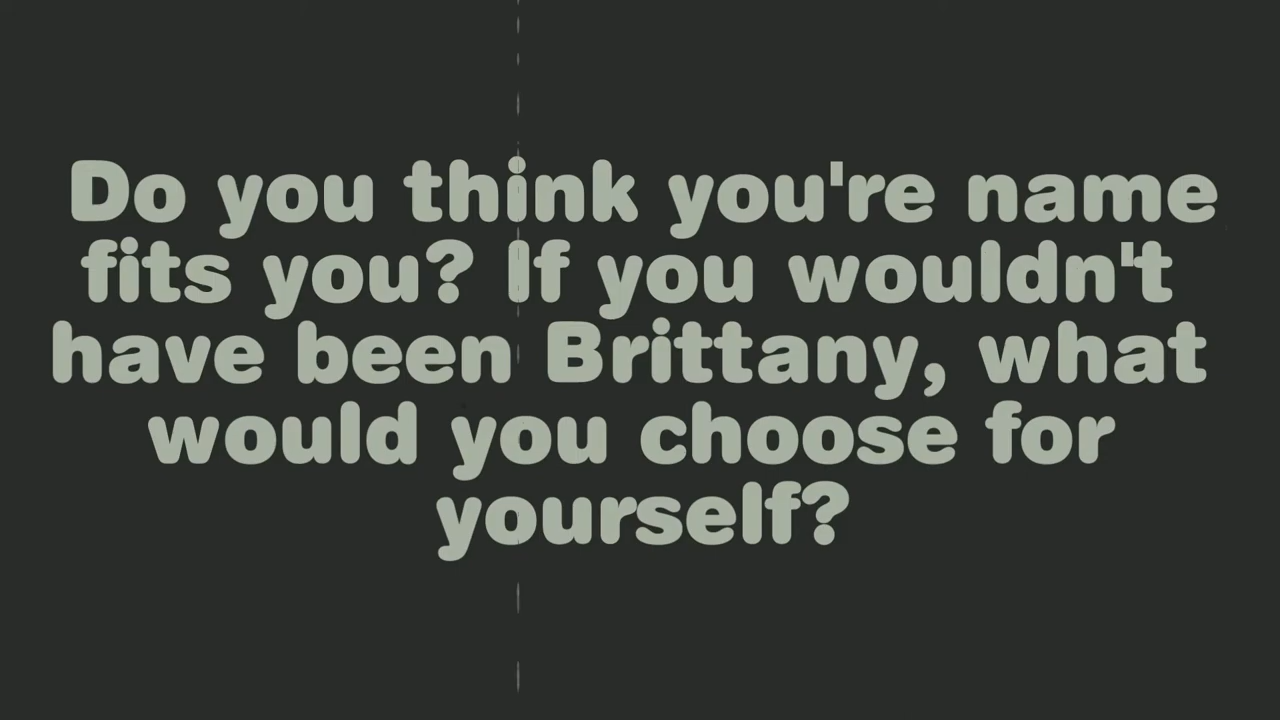 Do you think you're name
fits you? If you wouldn't
have been Brittany, what
would you choose for
yourself?